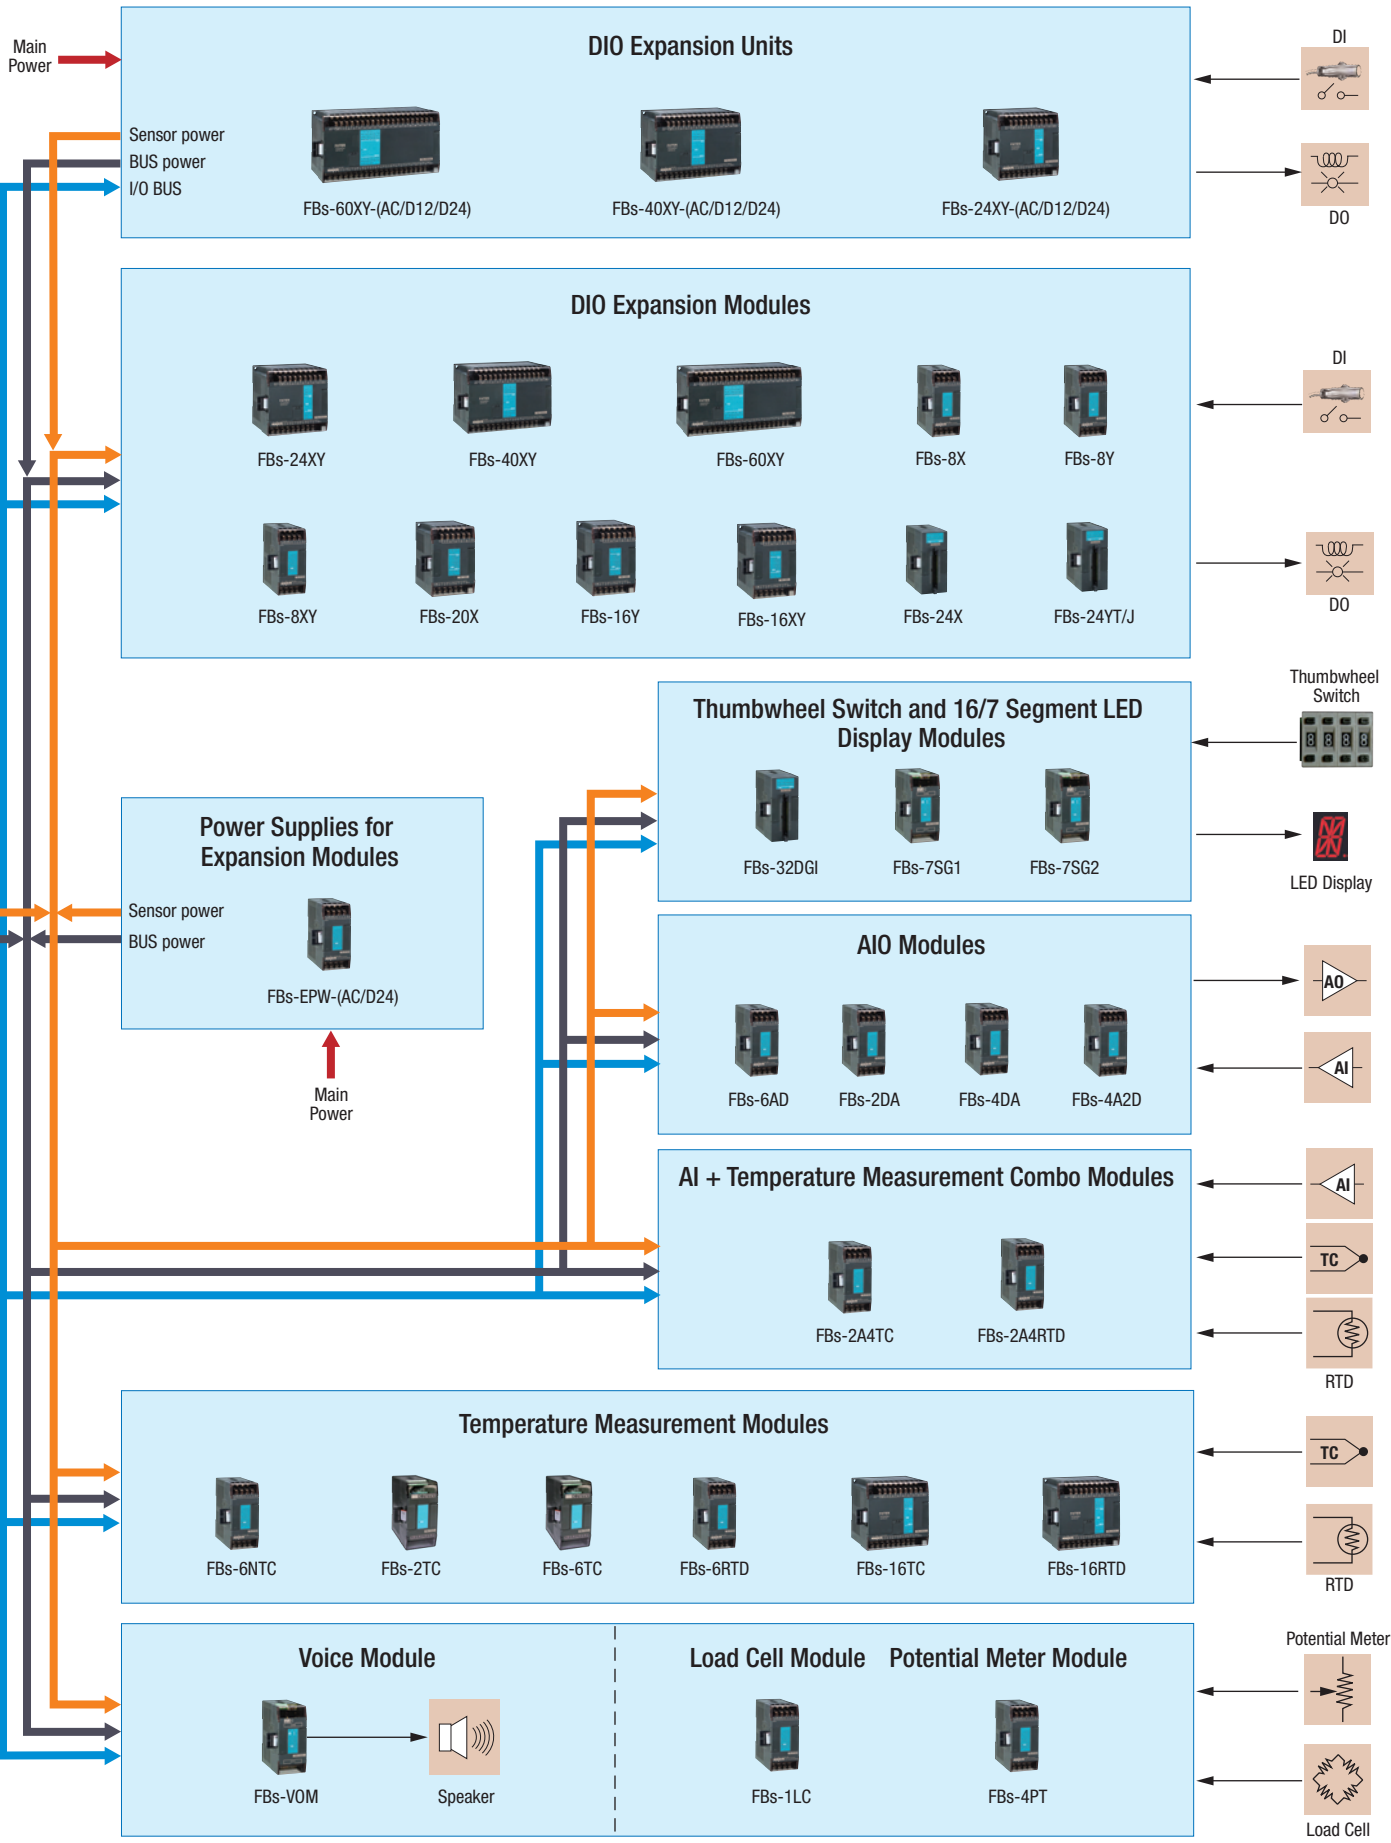 Main
Power
DIO Expansion Units
DI
Sensor power
BUS power
I/O BUS
FBs-60XY-(AC/D12/D24)
FBs-40XY-(AC/D12/D24)
FBs-24XY-(AC/D12/D24)
DO
DIO Expansion Modules
DI
FBs-24XY
FBs-40XY
FBs-60XY
FBs-8X
FBs-8Y
FBs-8XY
FBs-20X
FBs-16Y
FBs-16XY
FBs-24X
FBs-24YT/J
DO
Thumbwheel Switch and 16/7 Segment LED
Display Modules
Thumbwheel
Switch
8 8 8 8
FBs-32DGI
FBs-7SG1
FBs-7SG2
LED Display
Power Supplies for
Expansion Modules
Sensor power
BUS power
FBs-EPW-(AC/D24)
Main
Power
AIO Modules
AO
AI
FBs-6AD
FBs-2DA
FBs-4DA
FBs-4A2D
AI + Temperature Measurement Combo Modules
AI
TC
FBs-2A4TC
FBs-2A4RTD
RTD
Temperature Measurement Modules
TC
FBs-6NTC
FBs-2TC
FBs-6TC
FBs-6RTD
FBs-16TC
FBs-16RTD
RTD
Voice Module
Load Cell Module
Potential Meter Module
Potential Meter
FBs-VOM
Speaker
FBs-1LC
FBs-4PT
Load Cell